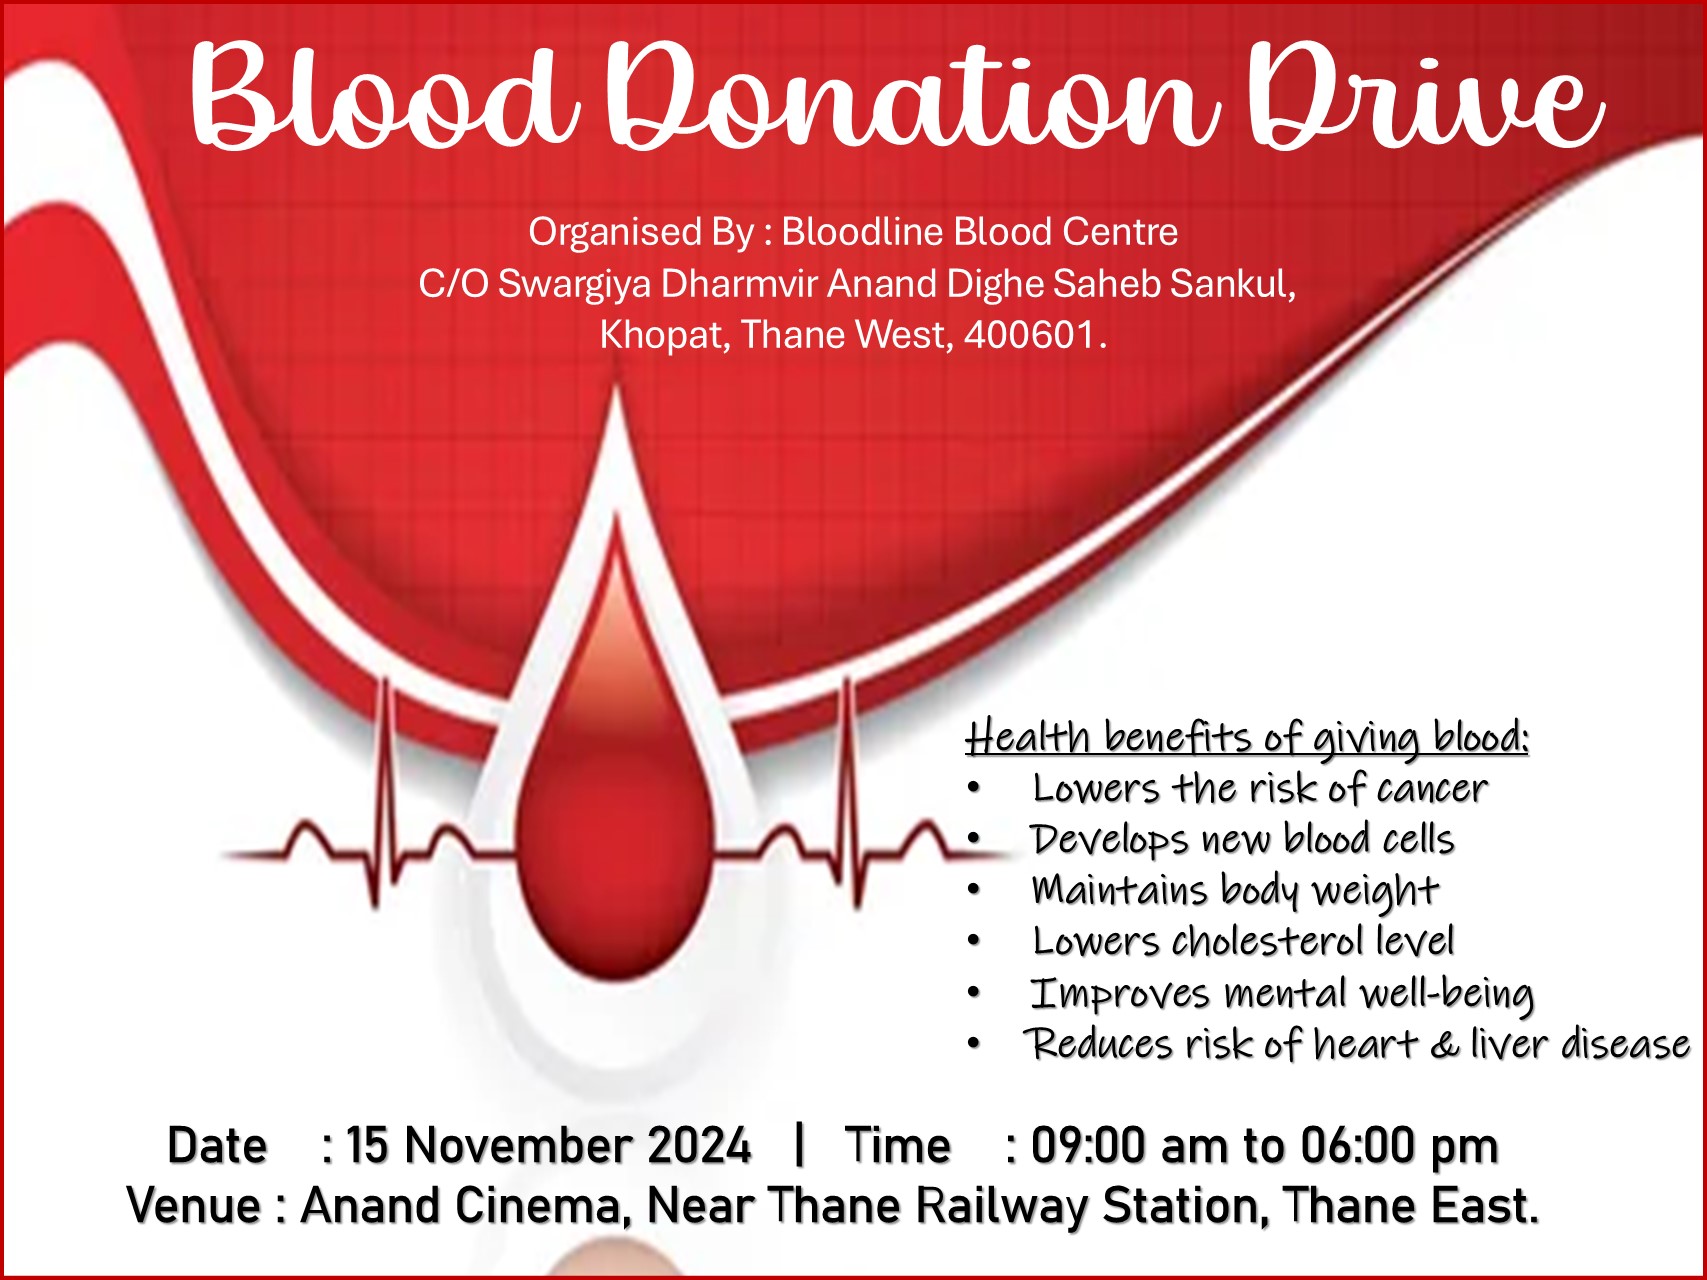 Blood Donation Drive
Organised By : Bloodline Blood Centre
C/O Swargiya Dharmvir Anand Dighe Saheb Sankul,
Khopat, Thane West, 400601.
Health benefits of giving blood:
• Lowers the risk of cancer
• Develops new blood cells
• Maintains body weight
• Lowers cholesterol level
• Improves mental well-being
• Reduces risk of heart & liver disease
Date : 15 November 2024 | Time : 09:00 am to 06:00 pm
Venue : Anand Cinema, Near Thane Railway Station, Thane East.